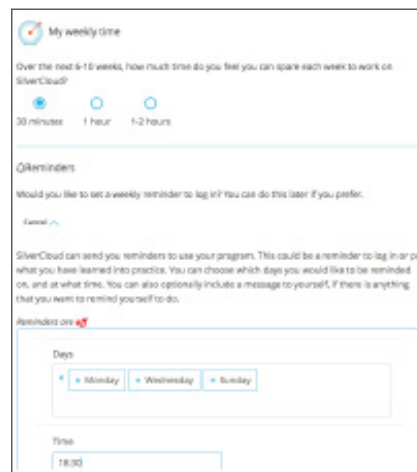 My weekly time
Over the next 6-10 weeks, how much time do you feel you can spare each week to work on
SilverCloud?
30 minutes 1 hour 1-2 hours
Reminders
Would you like to set a weekly reminder to log in? You can do this later if you prefer.
Cancel
SilverCloud can send you reminders to use your program. This could be a reminder to log in or p
what you have learned into practice. You can choose which days you would like to be reminded
on, and at what time. You can also optionally include a message to yourself, if there is anything
that you want to remind yourself to do.
Reminders are off
Days
× Monday × Wednesday × Sunday
Time
18:30